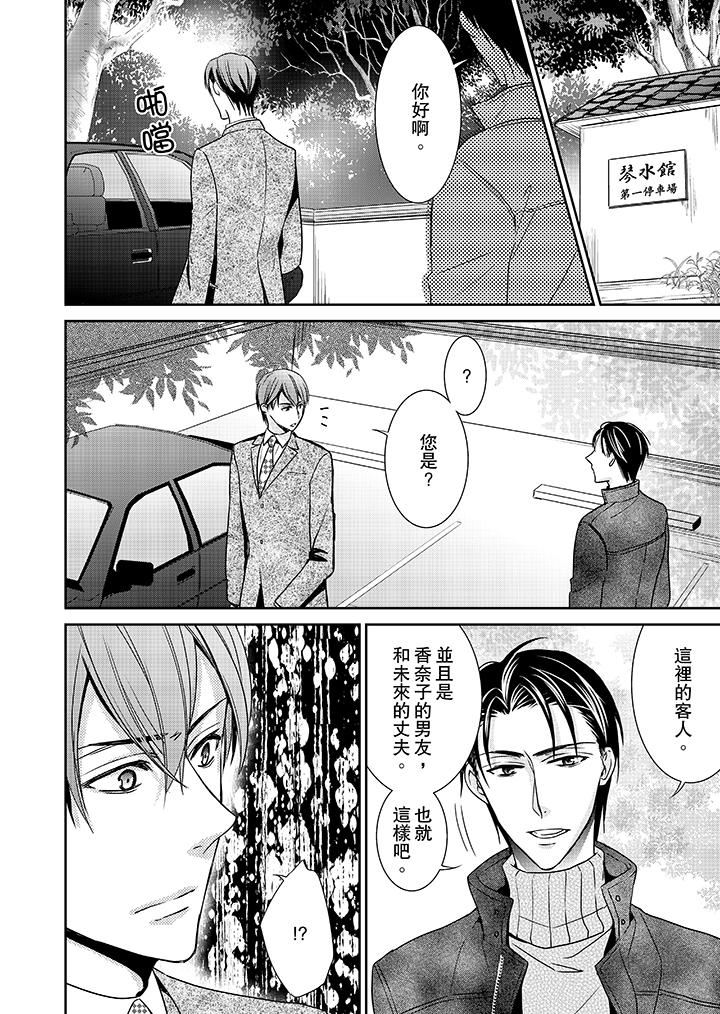 琴水館
第一停車場
你好啊。
啪噹
?
您是?
這裡的客人。
並且是
香奈子的男友，
和未來的丈夫。
也就
這樣吧。
!?